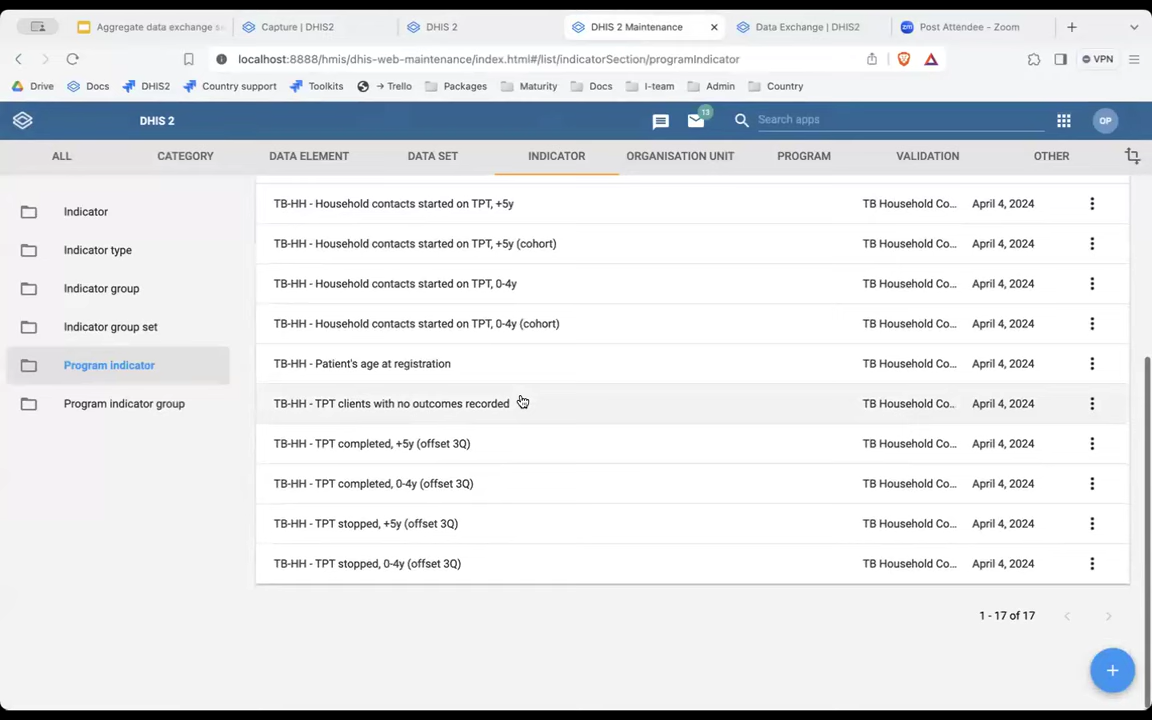 Aggregate data exchange s
Capture | DHIS2
DHIS 2
DHIS 2 Maintenance
Data Exchange | DHIS2
Post Attendee - Zoom
localhost:8888/hmis/dhis-web-maintenance/index.html#/list/indicatorSection/programIndicator
VPN
Drive
Docs
DHIS2
Country support
Toolkits
→ Trello
Packages
Maturity
Docs
I-team
Admin
Country
DHIS 2
13
Search apps
OP
ALL
CATEGORY
DATA ELEMENT
DATA SET
INDICATOR
ORGANISATION UNIT
PROGRAM
VALIDATION
OTHER
Indicator
Indicator type
Indicator group
Indicator group set
Program indicator
Program indicator group
TB-HH - Household contacts started on TPT, +5y TB Household Co... April 4, 2024
TB-HH - Household contacts started on TPT, +5y (cohort) TB Household Co... April 4, 2024
TB-HH - Household contacts started on TPT, 0-4y TB Household Co... April 4, 2024
TB-HH - Household contacts started on TPT, 0-4y (cohort) TB Household Co... April 4, 2024
TB-HH - Patient's age at registration TB Household Co... April 4, 2024
TB-HH - TPT clients with no outcomes recorded TB Household Co... April 4, 2024
TB-HH - TPT completed, +5y (offset 3Q) TB Household Co... April 4, 2024
TB-HH - TPT completed, 0-4y (offset 3Q) TB Household Co... April 4, 2024
TB-HH - TPT stopped, +5y (offset 3Q) TB Household Co... April 4, 2024
TB-HH - TPT stopped, 0-4y (offset 3Q) TB Household Co... April 4, 2024
1 - 17 of 17